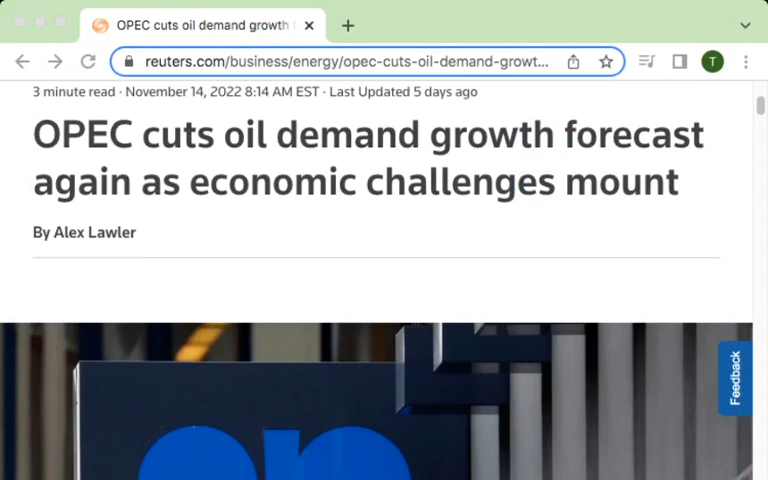 OPEC cuts oil demand growth
reuters.com/business/energy/opec-cuts-oil-demand-growt...
T
3 minute read · November 14, 2022 8:14 AM EST · Last Updated 5 days ago
OPEC cuts oil demand growth forecast
again as economic challenges mount
By Alex Lawler
Feedback